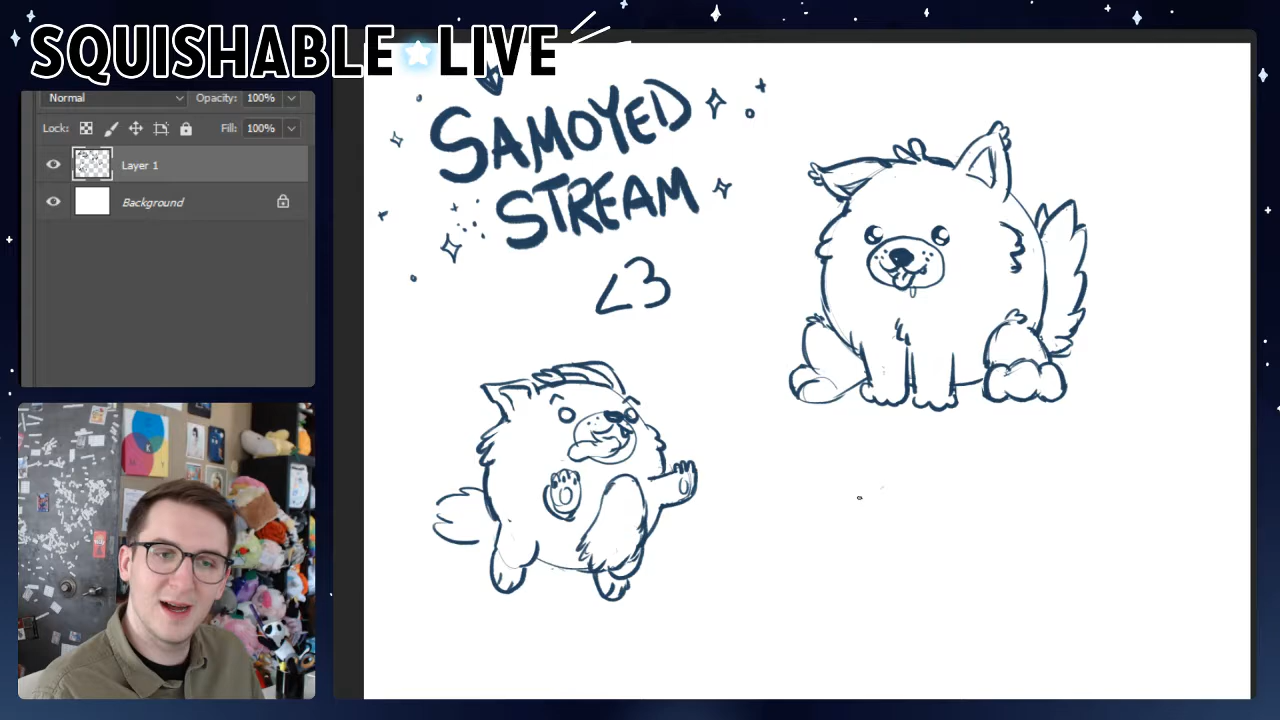 SQUISHABLE LIVE
Normal Opacity: 100%
Lock: Fill: 100%
Layer 1
Background
SAMOYED
STREAM
<3